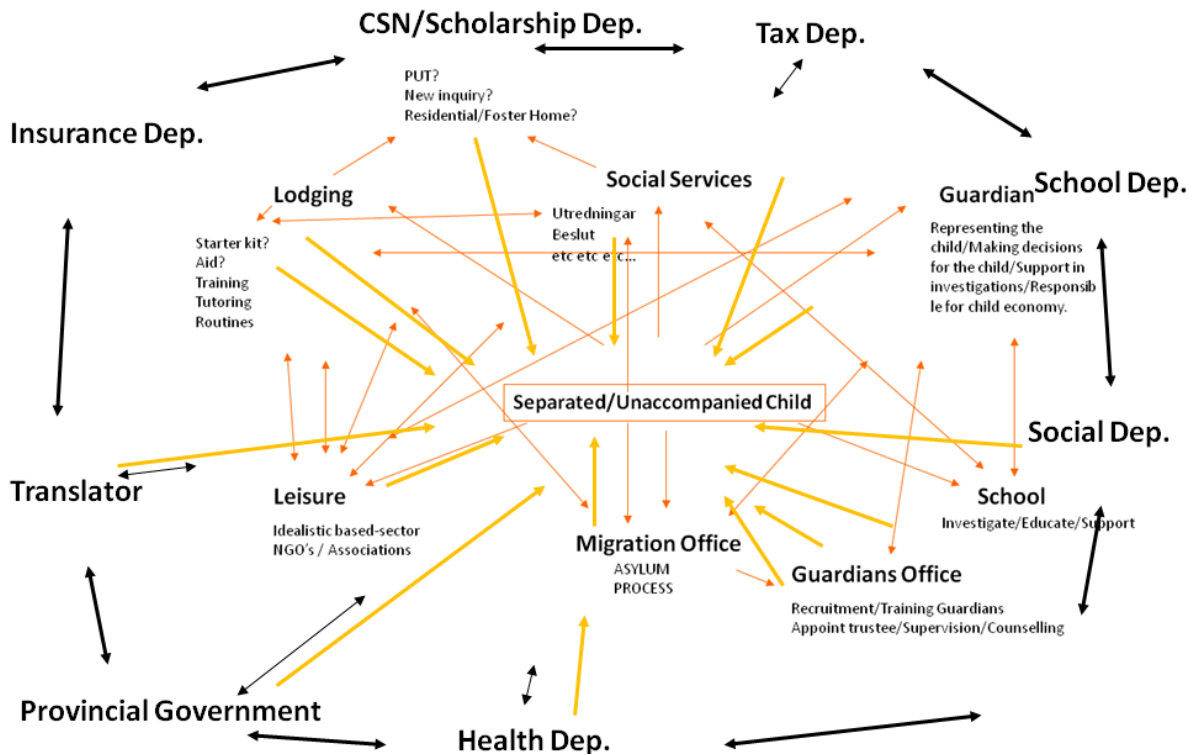 CSN/Scholarship Dep.
Tax Dep.
PUT?
New inquiry?
Residential/Foster Home?
Insurance Dep.
Lodging
Social Services
Guardian
School Dep.
Starter kit?
Aid?
Training
Tutoring
Routines
Utredningar
Beslut
etc etc etc...
Representing the
child/Making decisions
for the child/Support in
investigations/Responsib
le for child economy.
Separated/Unaccompanied Child
Social Dep.
Translator
Leisure
Idealistic based-sector
NGO's / Associations
School
Investigate/Educate/Support
Migration Office
ASYLUM
PROCESS
Guardians Office
Recruitment/Training Guardians
Appoint trustee/Supervision/Counselling
Provincial Government
Health Dep.